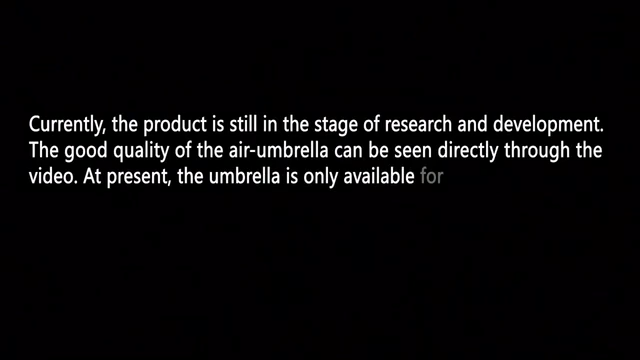 Currently, the product is still in the stage of research and development.
The good quality of the air-umbrella can be seen directly through the
video. At present, the umbrella is only available for